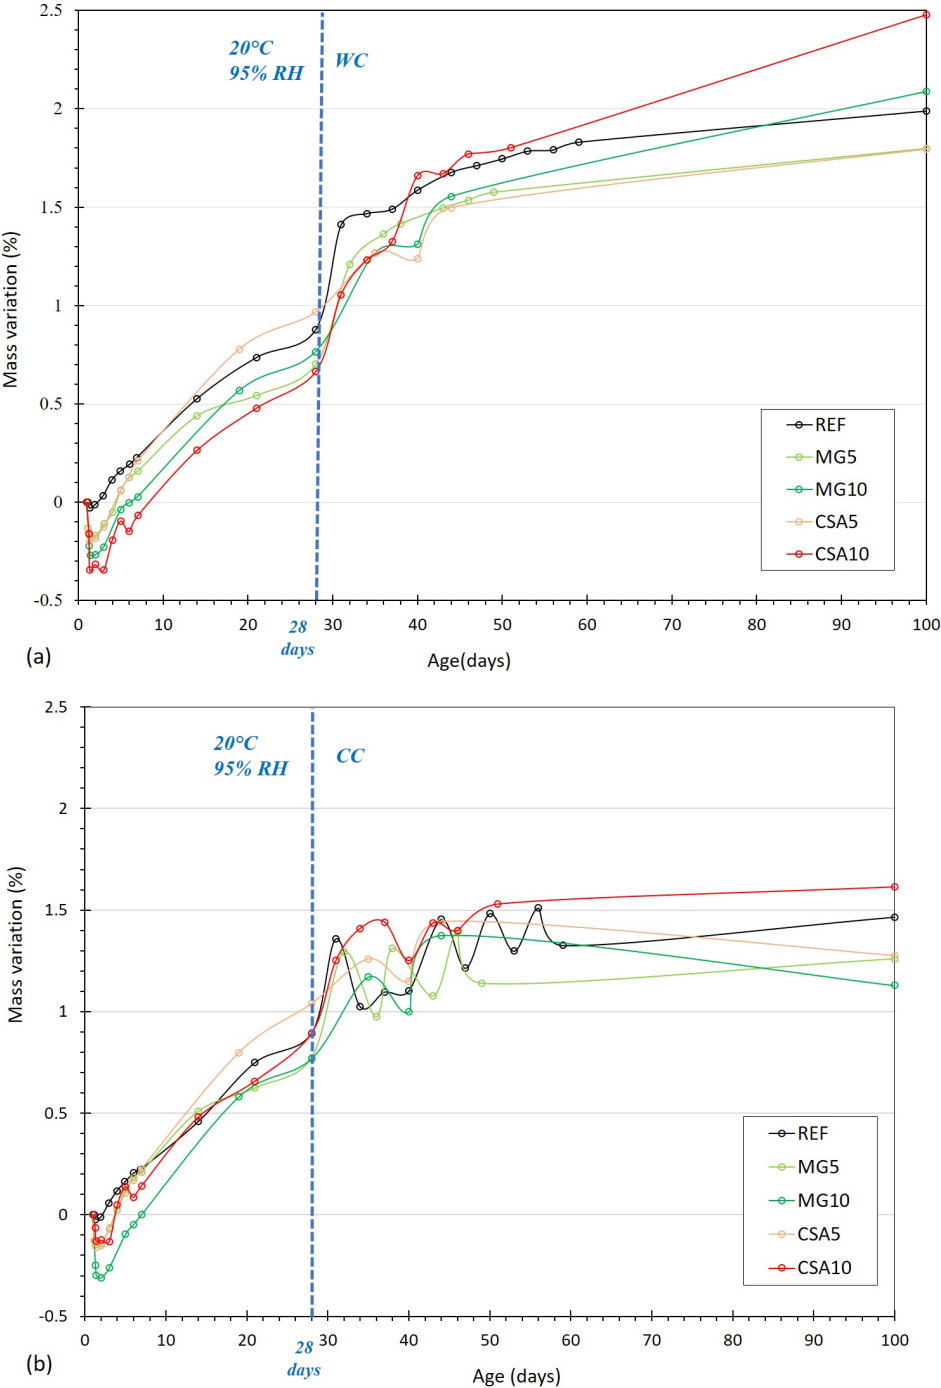 2.5
2
1.5
1
0.5
0
-0.5
Mass variation (%)
20°C
95% RH
WC
REF
MG5
MG10
CSA5
CSA10
0 10 20 30 40 50 60 70 80 90 100
28
days
Age(days)
(a)
2.5
2
1.5
1
0.5
0
-0.5
Mass variation (%)
20°C
95% RH
CC
REF
MG5
MG10
CSA5
CSA10
0 10 20 30 40 50 60 70 80 90 100
28
days
Age (days)
(b)